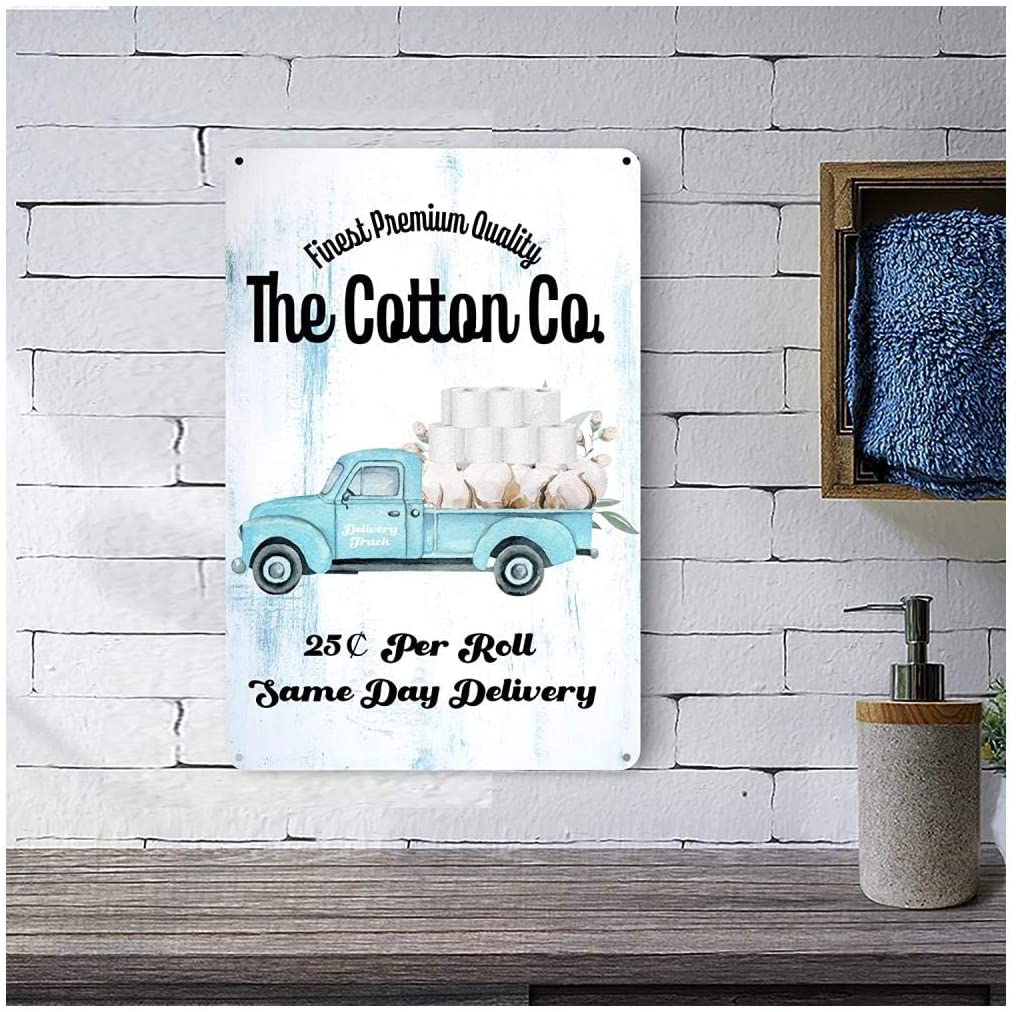 Finest Premium Quality
The Cotton Co.
Delivery
Truck
25¢ Per Roll
Same Day Delivery